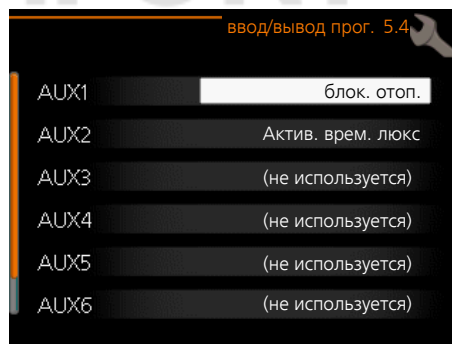 ввод/вывод прог. 5.4
AUX1 блок. отоп.
AUX2 Актив. врем. люкс
AUX3 (не используется)
AUX4 (не используется)
AUX5 (не используется)
AUX6 (не используется)